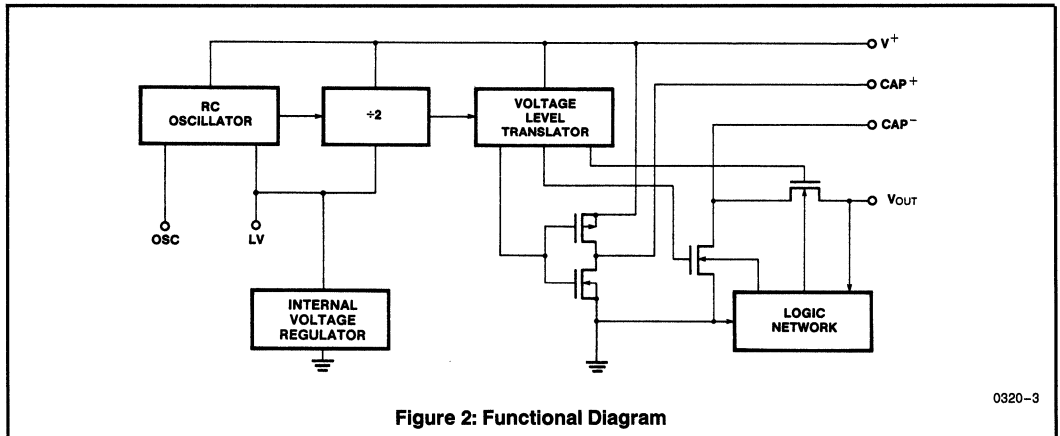 V+
CAP+
CAP−
VOUT
RC
OSCILLATOR
÷2
VOLTAGE
LEVEL
TRANSLATOR
OSC
LV
INTERNAL
VOLTAGE
REGULATOR
LOGIC
NETWORK
0320–3
Figure 2: Functional Diagram